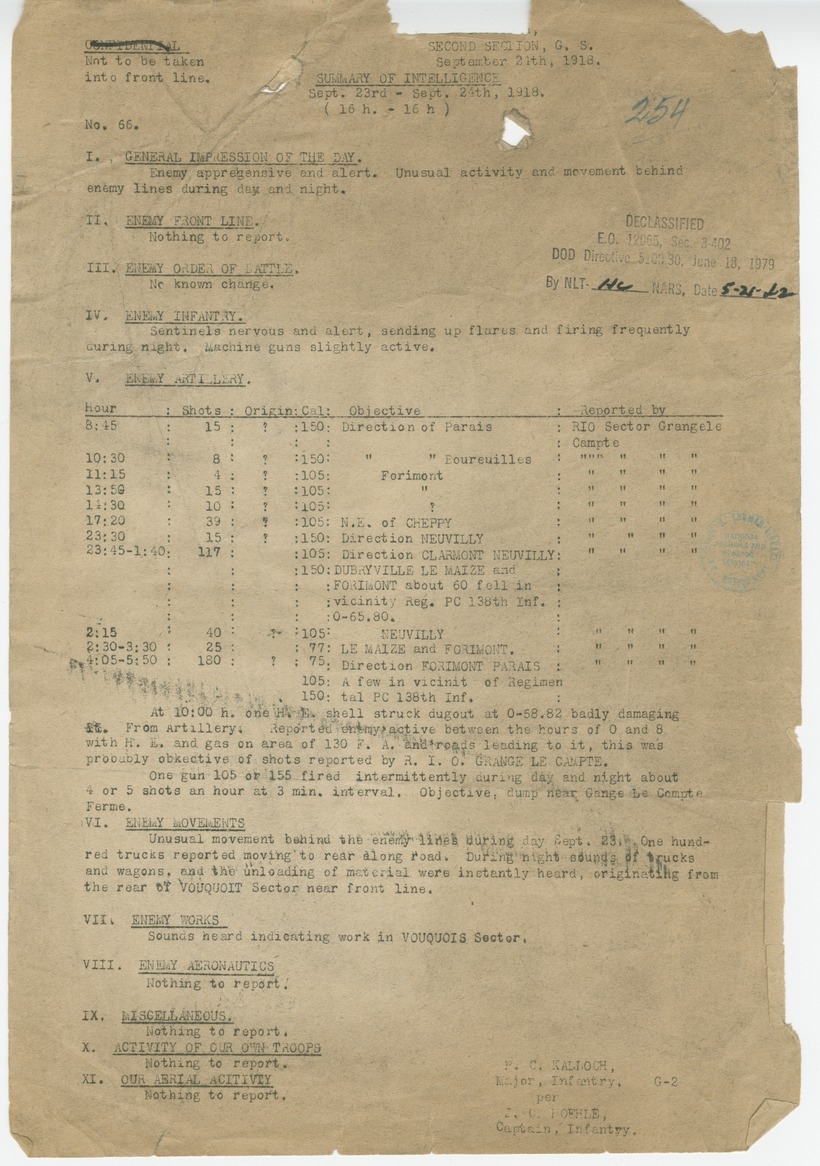 CONFIDENTIAL
Not to be taken
into front line.
SECOND SECTION, G. S.
September 24th, 1918.
SUMMARY OF INTELLIGENCE
Sept. 23rd - Sept. 24th, 1918.
( 16 h. - 16 h )
254
No. 66.
I. GENERAL IMPRESSION OF THE DAY.
Enemy apprehensive and alert. Unusual activity and movement behind
enemy lines during day and night.
II. ENEMY FRONT LINE.
Nothing to report.
DECLASSIFIED
E.O. 12065, Sec. 3-402
DOD Directive 5100.30, June 18, 1979
By NLT- HC NARS, Date 5-21-82
III. ENEMY ORDER OF BATTLE.
No known change.
IV. ENEMY INFANTRY.
Sentinels nervous and alert, sending up flares and firing frequently
during night. Machine guns slightly active.
V. ENEMY ARTILLERY.
Hour : Shots : Origin: Cal: Objective : Reported by
8:45 15 : ? :150: Direction of Parais : RIO Sector Grangele
: : : : : Campte
10:30 : 8 : ? :150: " " Boureuilles : """ " " "
11:15 : 4 : ? :105: Forimont : " " " "
13:50 : 15 : ? :105: " : " " " "
14:30 : 10 : ? :105: ? : " " " "
17:20 : 39 : ? :105: N.E. of CHEPPY : " " " "
23:30 : 15 : ? :150: Direction NEUVILLY : " " " "
23:45-1:40: 117 : :105: Direction CLARMONT NEUVILLY: " " " "
: : :150: DUBRYVILLE LE MAIZE and :
: : : :FORIMONT about 60 fell in :
: : : :vicinity Reg. PC 138th Inf. :
: : : :0-65.80. :
2:15 : 40 : ? :105: NEUVILLY : " " " "
2:30-3:30 : 25 : : 77: LE MAIZE and FORIMONT. : " " " "
4:05-5:50 : 180 : ? : 75: Direction FORIMONT PARAIS : " " " "
105: A few in vicinit of Regimen
150: tal PC 138th Inf. :
At 10:00 h. one H. E. shell struck dugout at 0-58.82 badly damaging
it. From Artillery: Reported enemy active between the hours of 0 and 8
with H. E. and gas on area of 130 F. A. and roads leading to it, this was
probably obkective of shots reported by R. I. O. GRANGE LE CAMPTE.
One gun 105 or 155 fired intermittently during day and night about
4 or 5 shots an hour at 3 min. interval. Objective, dump near Gange Le Compte
Ferme.
VI. ENEMY MOVEMENTS
Unusual movement behind the enemy lines during day Sept. 23. One hund-
red trucks reported moving to rear along road. During night sounds of trucks
and wagons, and the unloading of material were instantly heard, originating from
the rear of VOUQUOIT Sector near front line.
VII. ENEMY WORKS
Sounds heard indicating work in VOUQUOIS Sector.
VIII. ENEMY AERONAUTICS
Nothing to report.
IX. MISCELLANEOUS.
Nothing to report.
X. ACTIVITY OF OUR OWN TROOPS
Nothing to report.
XI. OUR AERIAL ACITIVTY
Nothing to report.
KALLOCH,
Major, Infantry. G-2
per
Captain, Infantry.